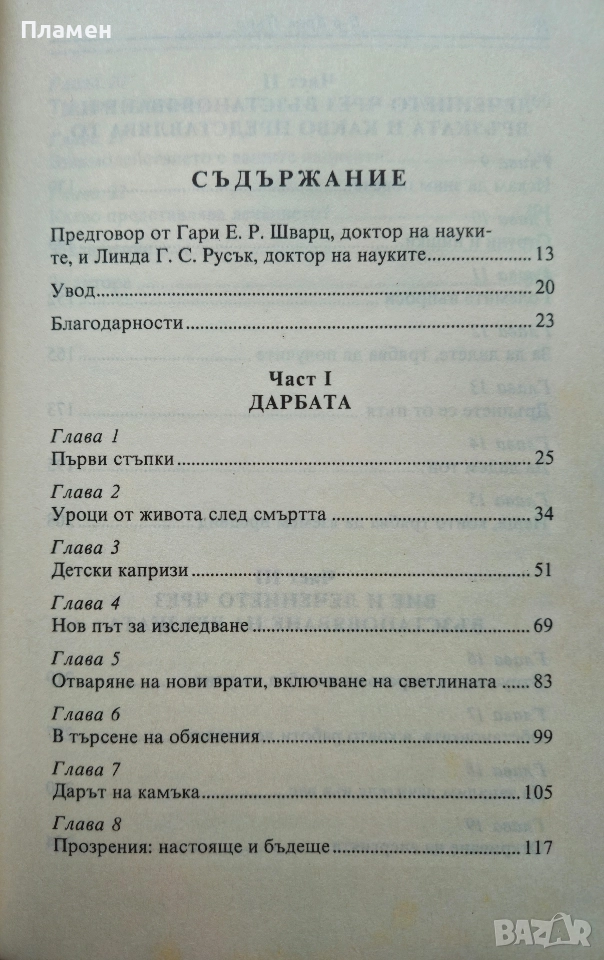 Пламен
СЪДЪРЖАНИЕ
Предговор от Гари Е. Р. Шварц, доктор на науки-
те, и Линда Г. С. Русък, доктор на науките 13
Увод 20
Благодарности 23
Част I
ДАРБАТА
Глава 1
Първи стъпки 25
Глава 2
Уроци от живота след смъртта 34
Глава 3
Детски капризи 51
Глава 4
Нов път за изследване 69
Глава 5
Отваряне на нови врати, включване на светлината 83
Глава 6
В търсене на обяснения 99
Глава 7
Дарът на камъка 105
Глава 8
Прозрения: настояще и бъдеще 117
BAZAR